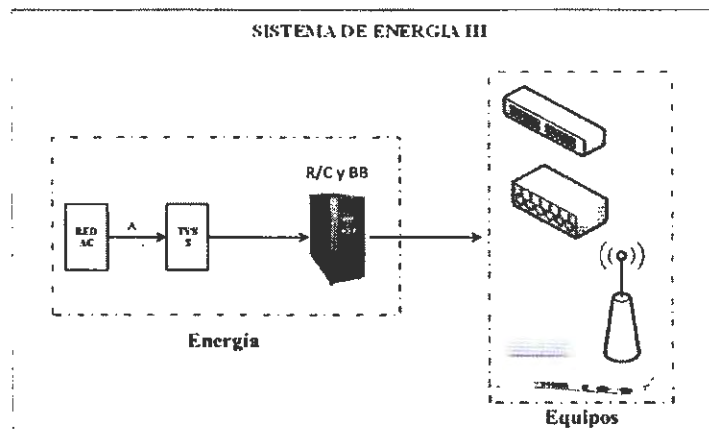 SISTEMA DE ENERGIA III
R/C y BB
RED
AC
A
TVS
S
Energía
Equipos